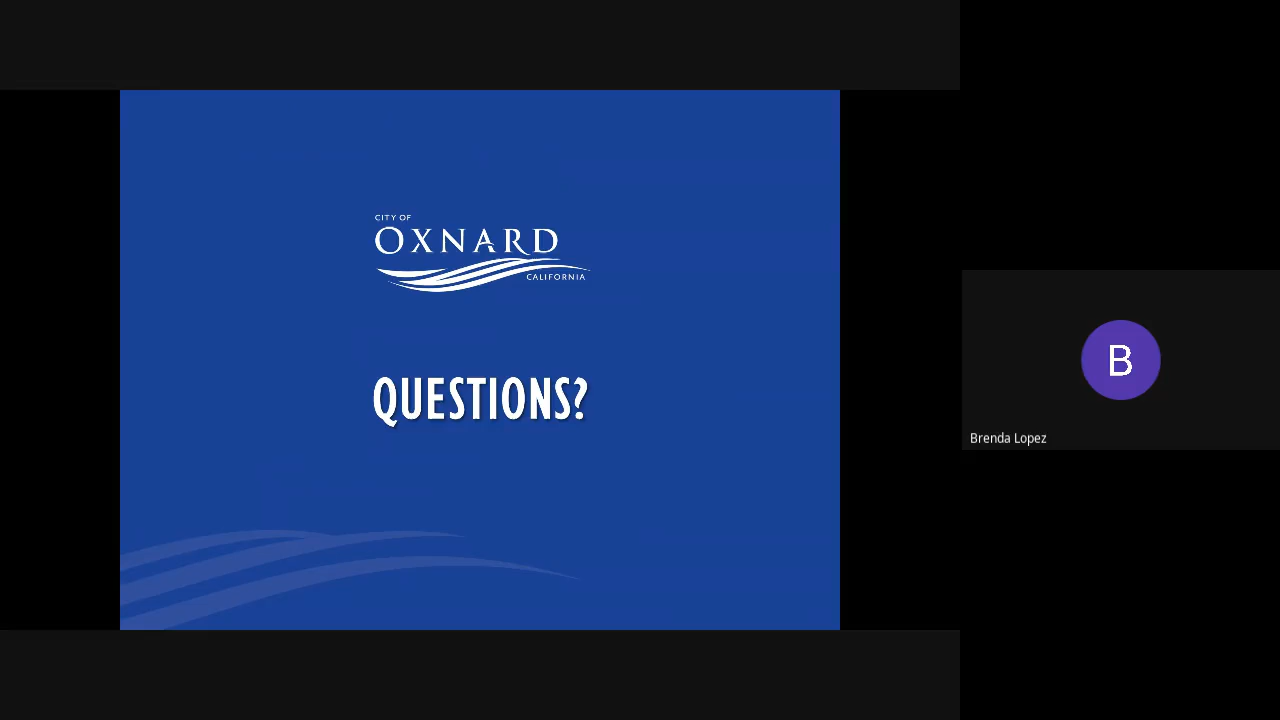 CITY OF
OXNARD
CALIFORNIA
QUESTIONS?
B
Brenda Lopez